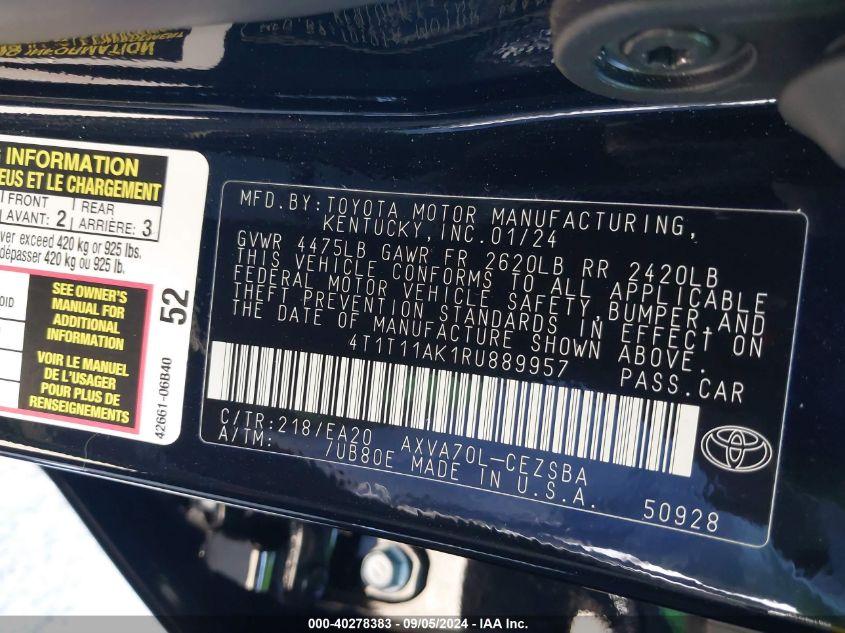 NOITAMЯO
G INFORMATION
EUS ET LE CHARGEMENT
FRONT
AVANT: 2
REAR
ARRIÈRE: 3
ver exceed 420 kg or 925 lbs.
dépasser 420 kg ou 925 lb.
OID
SEE OWNER'S
MANUAL FOR
ADDITIONAL
INFORMATION
VOIR LE MANUEL
DE L'USAGER
POUR PLUS DE
RENSEIGNEMENTS
52
42661-06B40
MFD.BY:TOYOTA MOTOR MANUFACTURING,
KENTUCKY,INC.01/24
GVWR 4475LB GAWR FR 2620LB RR 2420LB
THIS VEHICLE CONFORMS TO ALL APPLICABLE
FEDERAL MOTOR VEHICLE SAFETY,BUMPER,AND
THEFT PREVENTION STANDARDS IN EFFECT ON
THE DATE OF MANUFACTURE SHOWN ABOVE.
4T1T11AK1RU889957 PASS.CAR
C/TR:218/EA20 AXVA70L-CEZSBA
A/TM: /UB80E MADE IN U.S.A.
50928
000-40278383 - 09/05/2024 - IAA Inc.